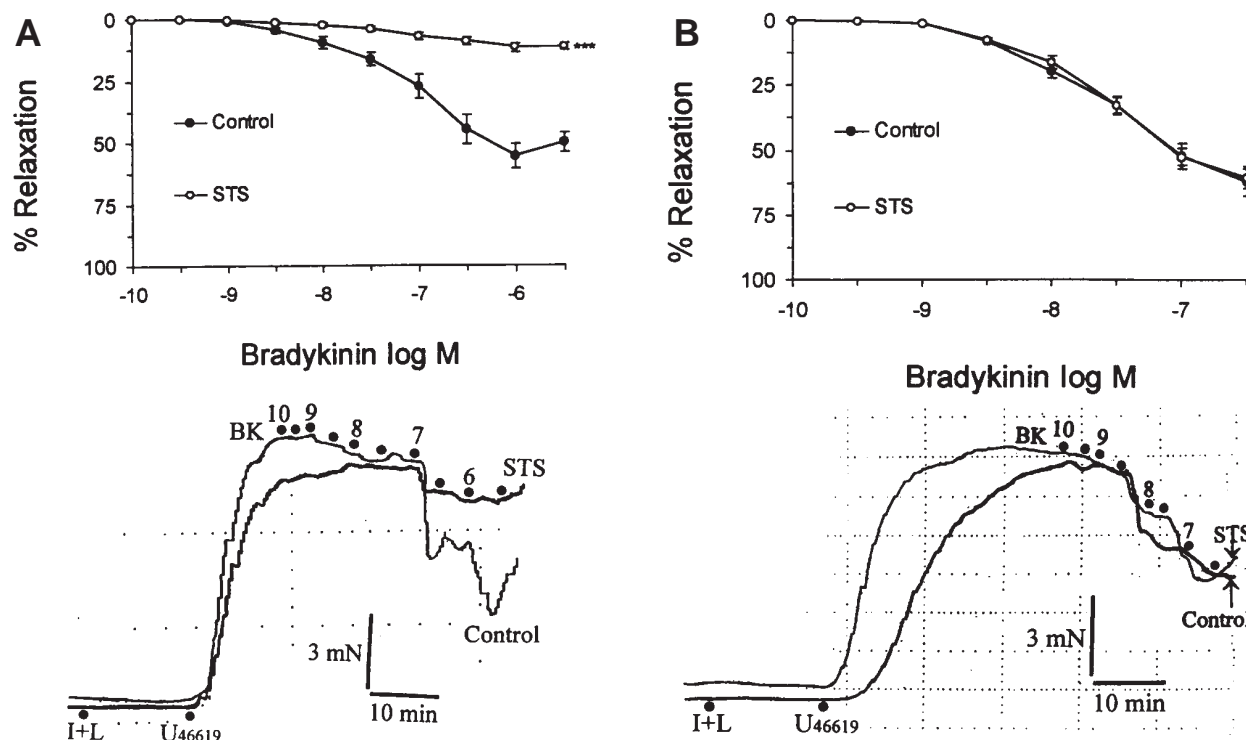 A
% Relaxation
0
25
50
75
100
Control
STS
***
-10 -9 -8 -7 -6
Bradykinin log M
BK
10 9 8 7 6
STS
Control
3 mN
10 min
I+L U46619
B
% Relaxation
0
25
50
75
100
Control
STS
-10 -9 -8 -7
Bradykinin log M
BK
10 9 8 7
STS
Control
3 mN
10 min
I+L U46619